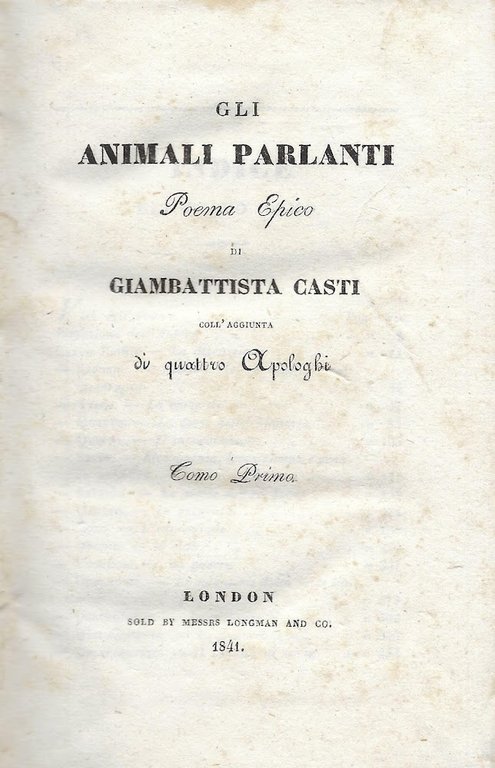 GLI
ANIMALI PARLANTI
Poema Epico
DI
GIAMBATTISTA CASTI
COLL'AGGIUNTA
di quattro Apologhi
Tomo Primo.
LONDON
SOLD BY MESSRS LONGMAN AND CO.
1841.